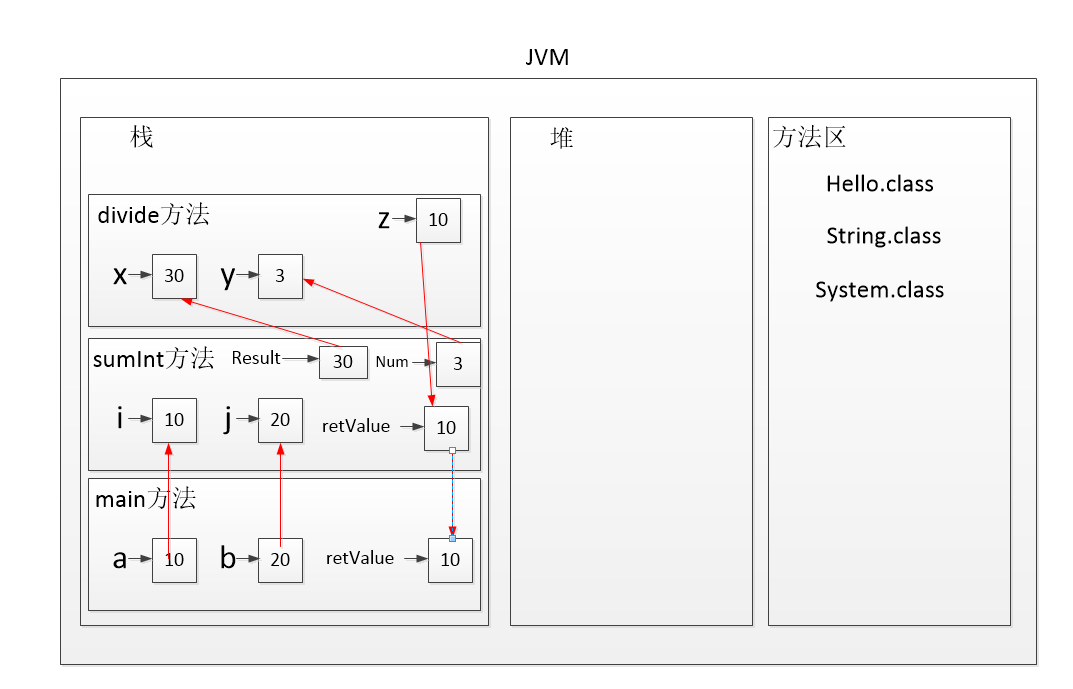 JVM
栈
divide方法
z 10
x 30 y 3
sumInt方法 Result 30 Num 3
i 10 j 20 retValue 10
main方法
a 10 b 20 retValue 10
堆
方法区
Hello.class
String.class
System.class